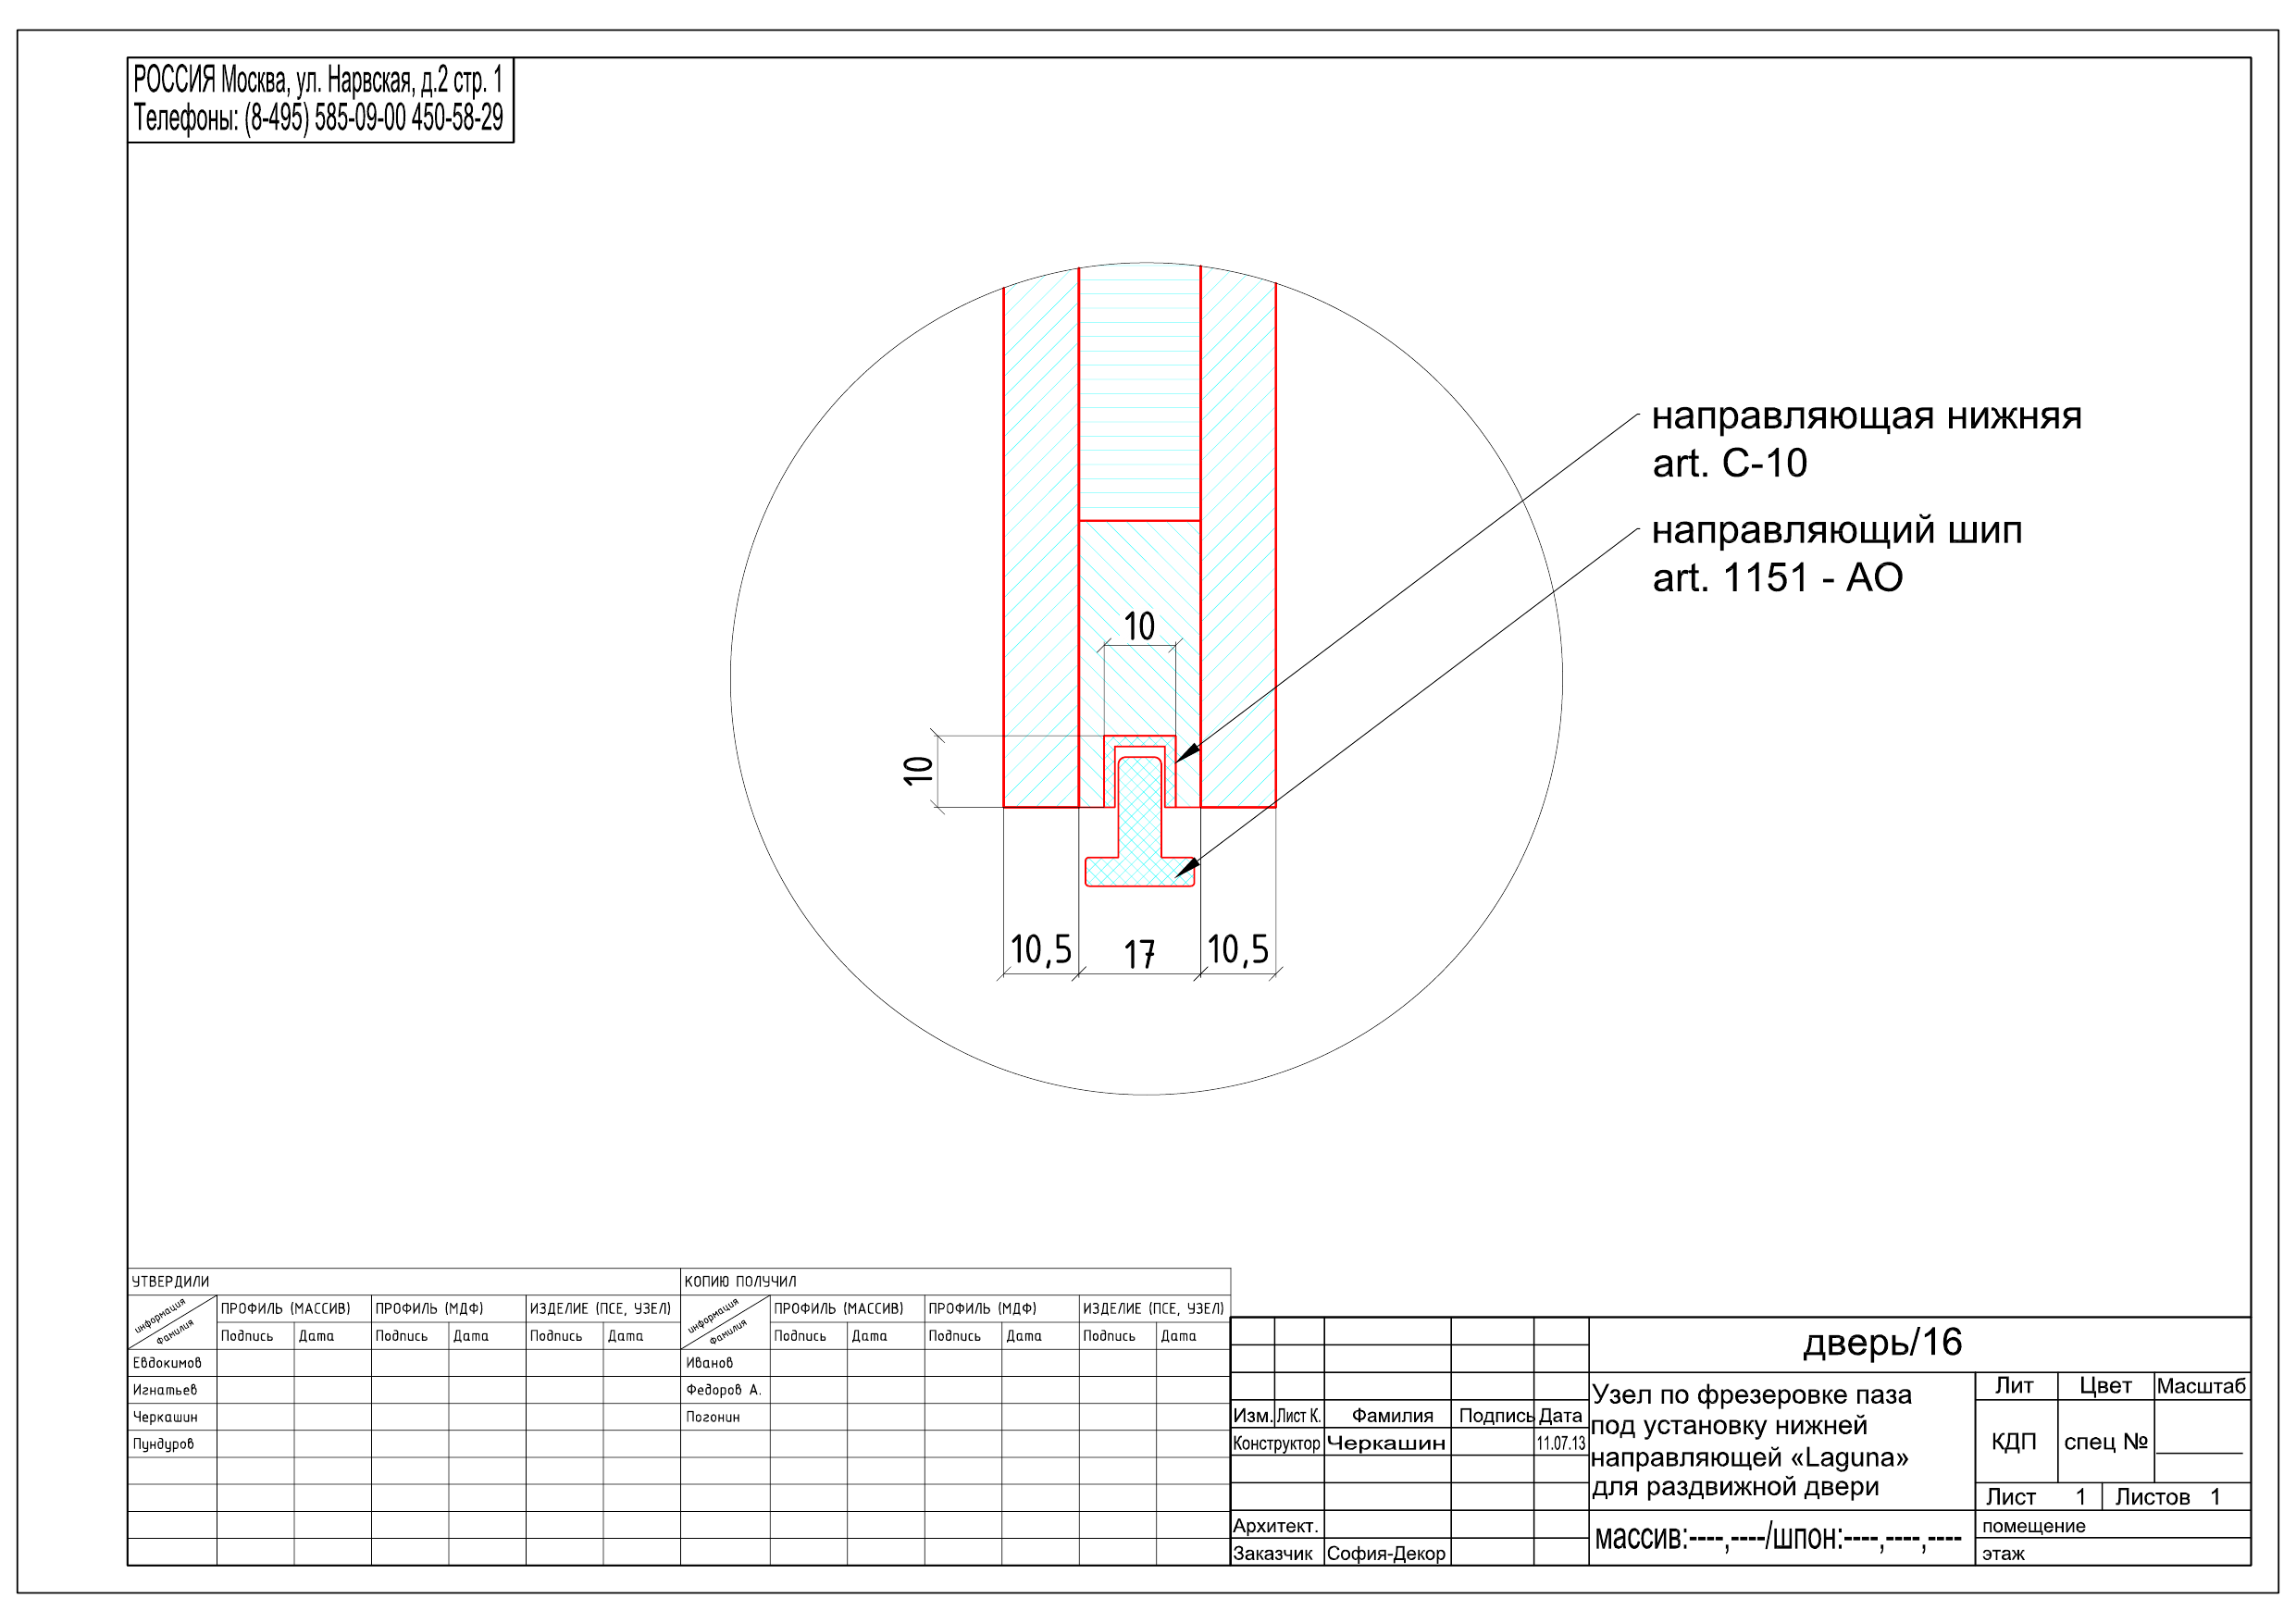 РОССИЯ Москва, ул. Нарвская, д.2 стр. 1
Телефоны: (8-495) 585-09-00 450-58-29
направляющая нижняя
art. C-10
направляющий шип
art. 1151 - AO
10
10
10,5 17 10,5
УТВЕРДИЛИ КОПИЮ ПОЛУЧИЛ
информация ПРОФИЛЬ (МАССИВ) ПРОФИЛЬ (МДФ) ИЗДЕЛИЕ (ПСЕ, УЗЕЛ) информация ПРОФИЛЬ (МАССИВ) ПРОФИЛЬ (МДФ) ИЗДЕЛИЕ (ПСЕ, УЗЕЛ)
Фамилия Подпись Дата Подпись Дата Подпись Дата Фамилия Подпись Дата Подпись Дата Подпись Дата
Евдокимов Иванов
Игнатьев Федоров А.
Черкашин Погонин
Пундуров
дверь/16
Изм. Лист К. Фамилия Подпись Дата
Конструктор Черкашин 11.07.13
Архитект.
Заказчик София-Декор
Узел по фрезеровке паза
под установку нижней
направляющей «Laguna»
для раздвижной двери
массив:----,----/шпон:----,----,----
Лит Цвет Масштаб
КДП спец № ________
Лист 1 Листов 1
помещение
этаж